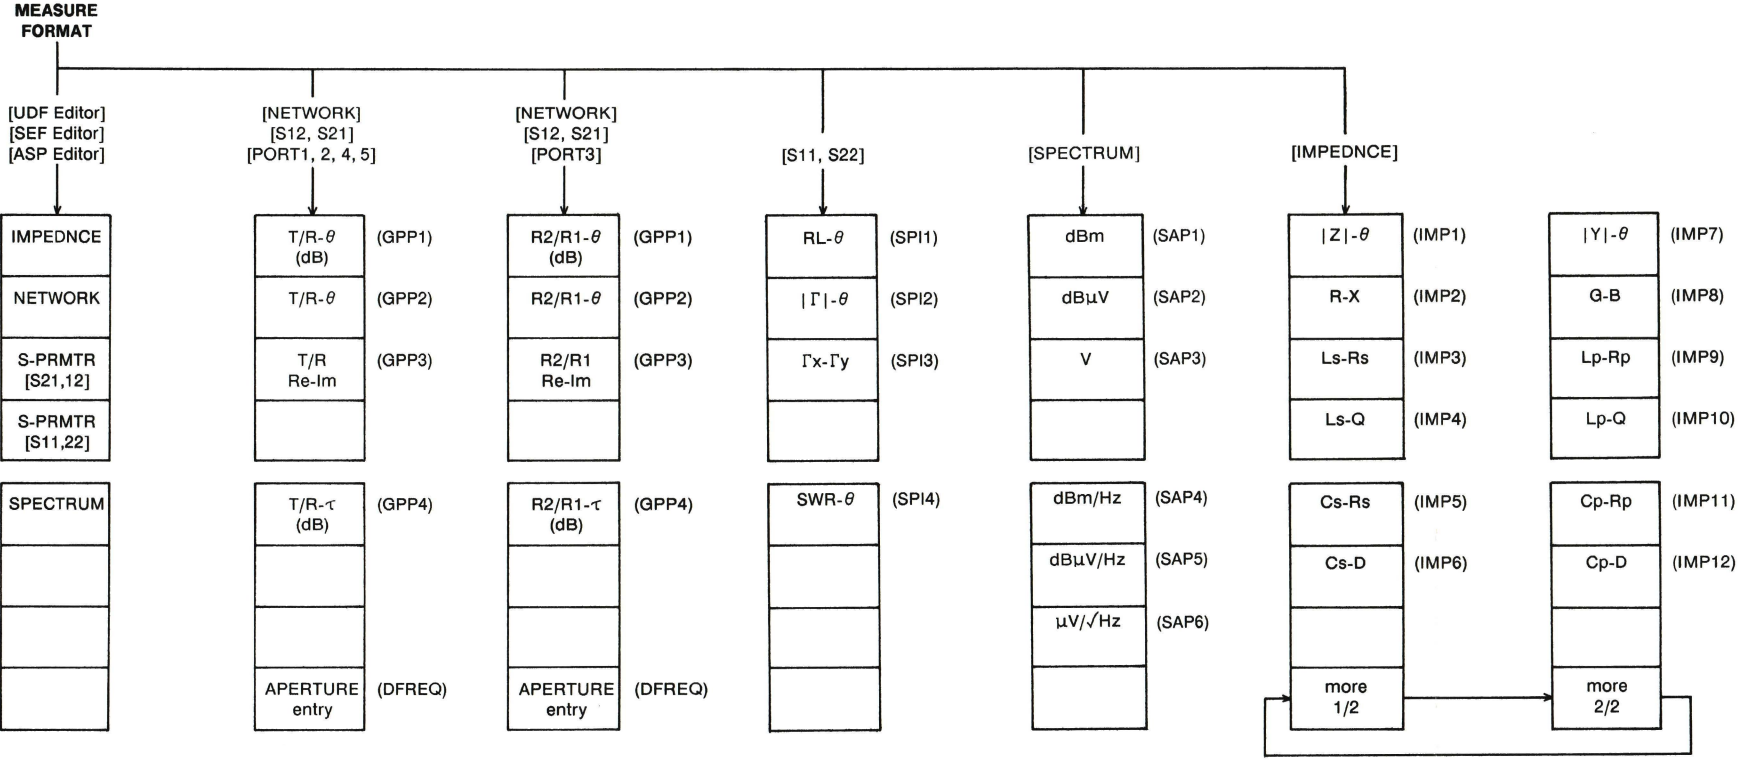 MEASURE
FORMAT
[UDF Editor]
[SEF Editor]
[ASP Editor]
IMPEDNCE
NETWORK
S-PRMTR
[S21,12]
S-PRMTR
[S11,22]
SPECTRUM
[NETWORK]
[S12, S21]
[PORT1, 2, 4, 5]
T/R-θ
(dB)
(GPP1)
T/R-θ
(GPP2)
T/R
Re-Im
(GPP3)
T/R-τ
(dB)
(GPP4)
APERTURE
entry
(DFREQ)
[NETWORK]
[S12, S21]
[PORT3]
R2/R1-θ
(dB)
(GPP1)
R2/R1-θ
(GPP2)
R2/R1
Re-Im
(GPP3)
R2/R1-τ
(dB)
(GPP4)
APERTURE
entry
(DFREQ)
[S11, S22]
RL-θ
(SPI1)
|Γ|-θ
(SPI2)
Γx-Γy
(SPI3)
SWR-θ
(SPI4)
[SPECTRUM]
dBm
(SAP1)
dBμV
(SAP2)
V
(SAP3)
dBm/Hz
(SAP4)
dBμV/Hz
(SAP5)
μV/√Hz
(SAP6)
[IMPEDNCE]
|Z|-θ
(IMP1)
R-X
(IMP2)
Ls-Rs
(IMP3)
Ls-Q
(IMP4)
Cs-Rs
(IMP5)
Cs-D
(IMP6)
more
1/2
|Y|-θ
(IMP7)
G-B
(IMP8)
Lp-Rp
(IMP9)
Lp-Q
(IMP10)
Cp-Rp
(IMP11)
Cp-D
(IMP12)
more
2/2